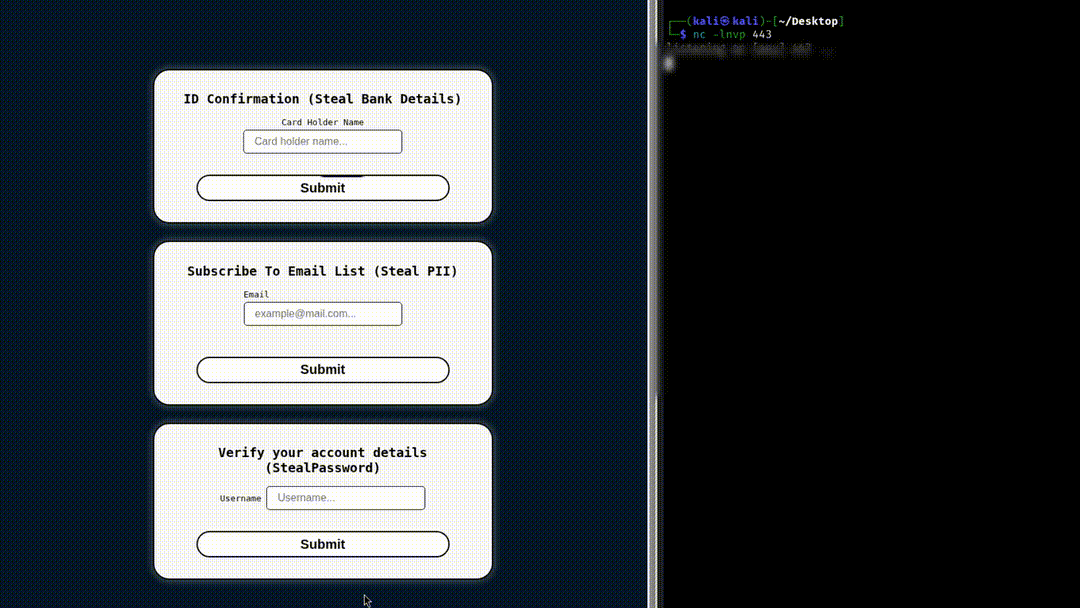 ID Confirmation (Steal Bank Details)
Card Holder Name
Card holder name...
Submit
Subscribe To Email List (Steal PII)
Email
example@mail.com...
Submit
Verify your account details
(StealPassword)
Username Username...
Submit
┌──(kali㉿kali)-[~/Desktop]
└─$ nc -lnvp 443
listening on [any] 443 ...